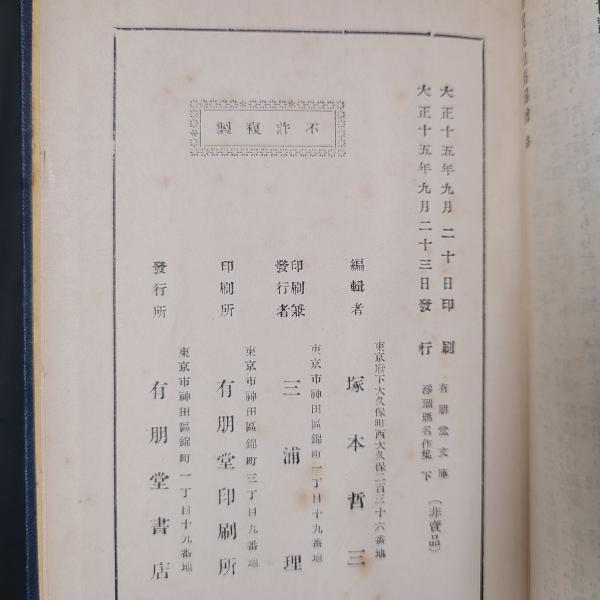 大正十五年九月二十日印刷
大正十五年九月二十三日發行
有朋堂文庫
淨瑠璃名作集 下
(非賣品)
不許複製
編輯者
東京府下大久保町西大久保二百三十六番地
塚本哲三
印刷兼
發行者
東京市神田區錦町一丁目十九番地
三浦理
印刷所
東京市神田區錦町三丁目九番地
有朋堂印刷所
發行所
東京市神田區錦町一丁目十九番地
有朋堂書店